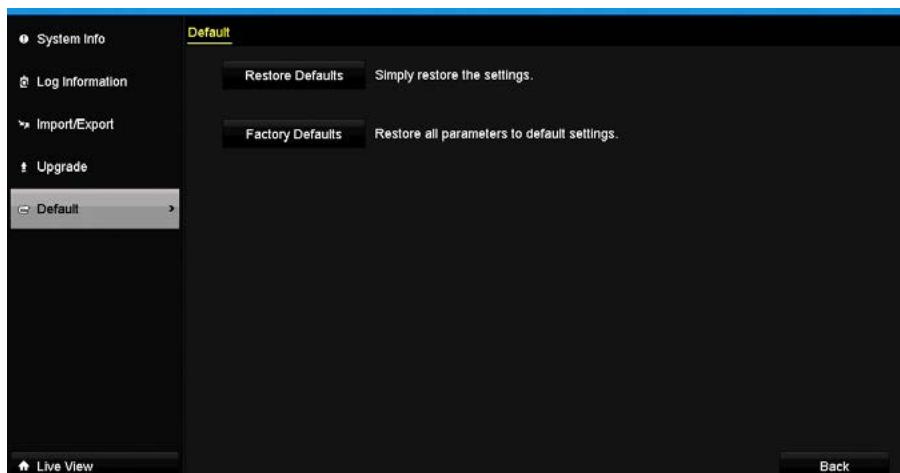 System Info
Log Information
Import/Export
Upgrade
Default
Live View
Default
Restore Defaults Simply restore the settings.
Factory Defaults Restore all parameters to default settings.
Back